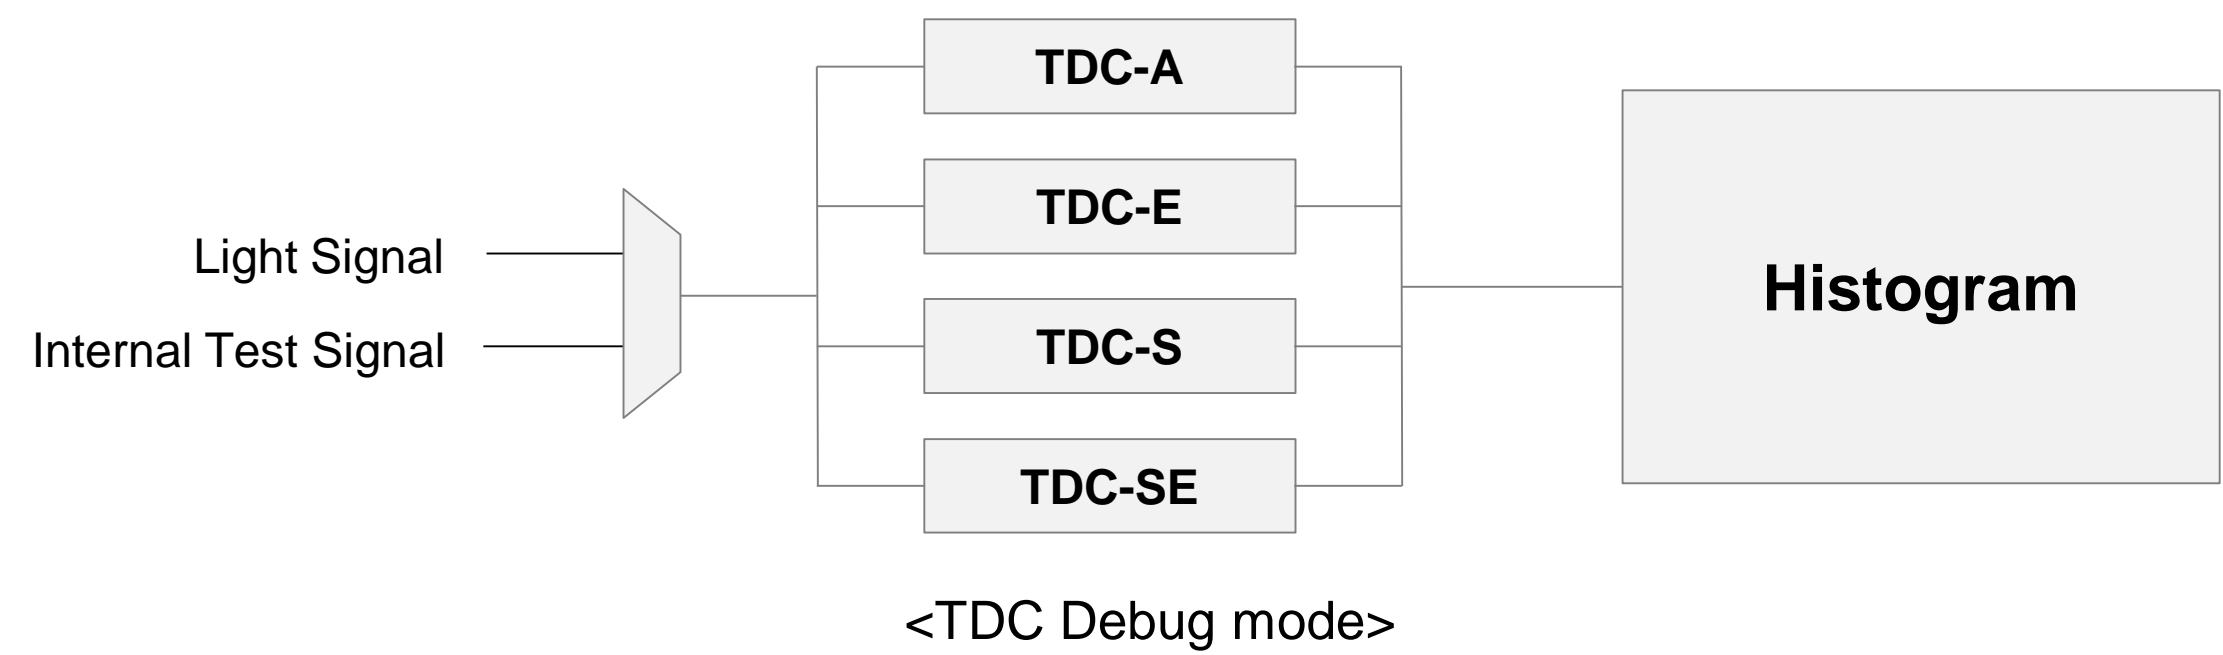 TDC-A
TDC-E
Light Signal
Histogram
Internal Test Signal
TDC-S
TDC-SE
<TDC Debug mode>